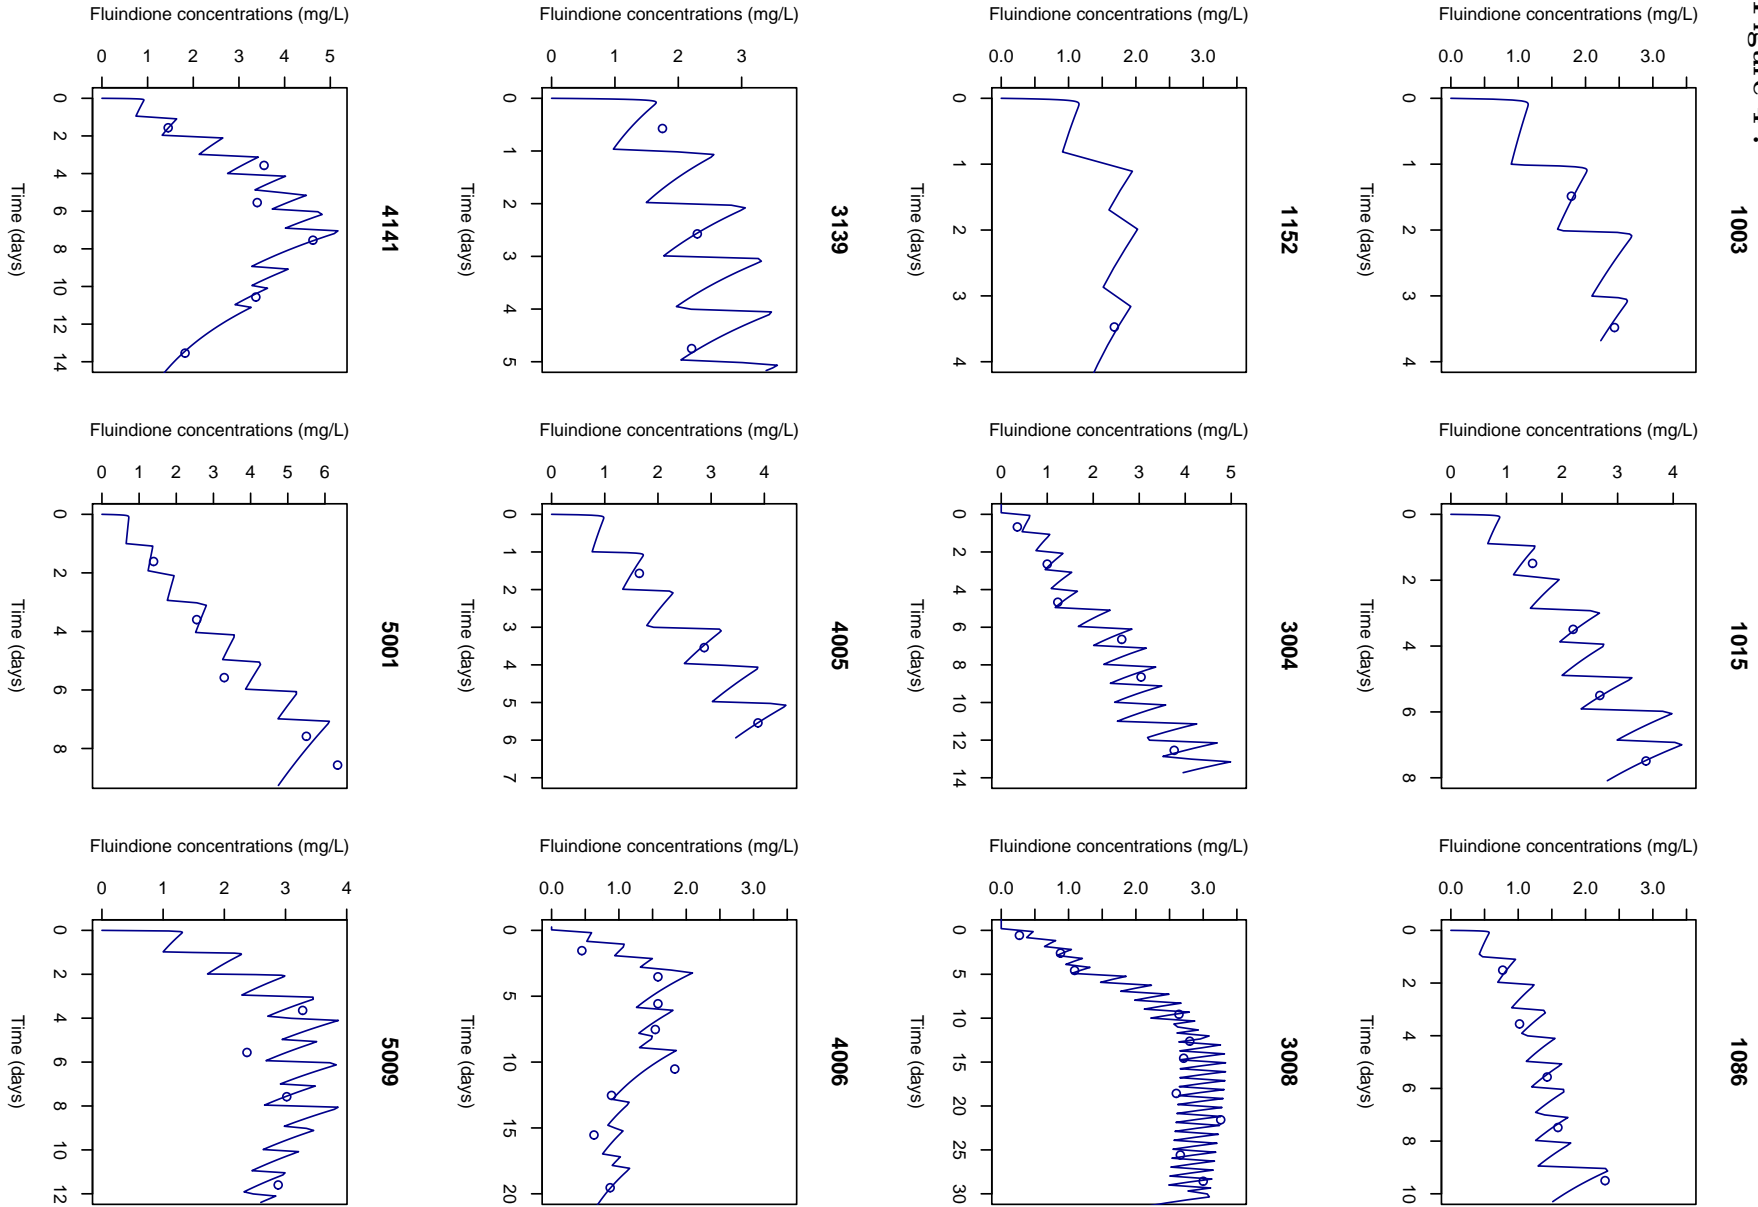 Figure
1003
Fluindione concentrations (mg/L)
0.0 1.0 2.0 3.0
0 1 2 3 4
Time (days)
1015
Fluindione concentrations (mg/L)
0 1 2 3 4
0 2 4 6 8
Time (days)
1086
Fluindione concentrations (mg/L)
0.0 1.0 2.0 3.0
0 2 4 6 8 10
Time (days)
1152
Fluindione concentrations (mg/L)
0.0 1.0 2.0 3.0
0 1 2 3 4
Time (days)
3004
Fluindione concentrations (mg/L)
0 1 2 3 4 5
0 2 4 6 8 10 12 14
Time (days)
3008
Fluindione concentrations (mg/L)
0.0 1.0 2.0 3.0
0 5 10 15 20 25 30
Time (days)
3139
Fluindione concentrations (mg/L)
0 1 2 3
0 1 2 3 4 5
Time (days)
4005
Fluindione concentrations (mg/L)
0 1 2 3 4
0 1 2 3 4 5 6 7
Time (days)
4006
Fluindione concentrations (mg/L)
0.0 1.0 2.0 3.0
0 5 10 15 20
Time (days)
4141
Fluindione concentrations (mg/L)
0 1 2 3 4 5
0 2 4 6 8 10 12 14
Time (days)
5001
Fluindione concentrations (mg/L)
0 1 2 3 4 5 6
0 2 4 6 8
Time (days)
5009
Fluindione concentrations (mg/L)
0 1 2 3 4
0 2 4 6 8 10 12
Time (days)